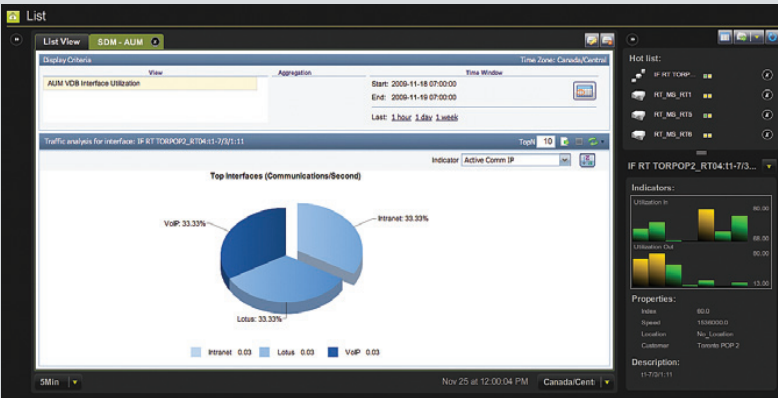 List
List View SDM - AUM
Display Criteria Time Zone: Canada/Central
View Aggregation Time Window
AUM VDB Interface Utilization
Start: 2009-11-18 07:00:00
End: 2009-11-19 07:00:00
Last: 1 hour 1 day 1 week
Traffic analysis for interface: IF RT TORPOP2_RT04:t1-7/3/1:11 TopN 10
Indicator Active Comm IP
Top Interfaces (Communications/Second)
VoIP: 33.33%
Intranet: 33.33%
Lotus: 33.33%
Intranet 0.03 Lotus 0.03 VoIP 0.03
5Min Nov 25 at 12:00:04 PM Canada/Cent
Hot list:
IF RT TORP...
RT_MS_RT1
RT_MS_RT5
RT_MS_RT6
IF RT TORPOP2_RT04:t1-7/3...
Indicators:
Utilization In
Utilization Out
13.00
Properties:
Index 60.0
Speed 1536000.0
Location No_Location
Customer Toronto POP 2
Description:
t1-7/3/1:11